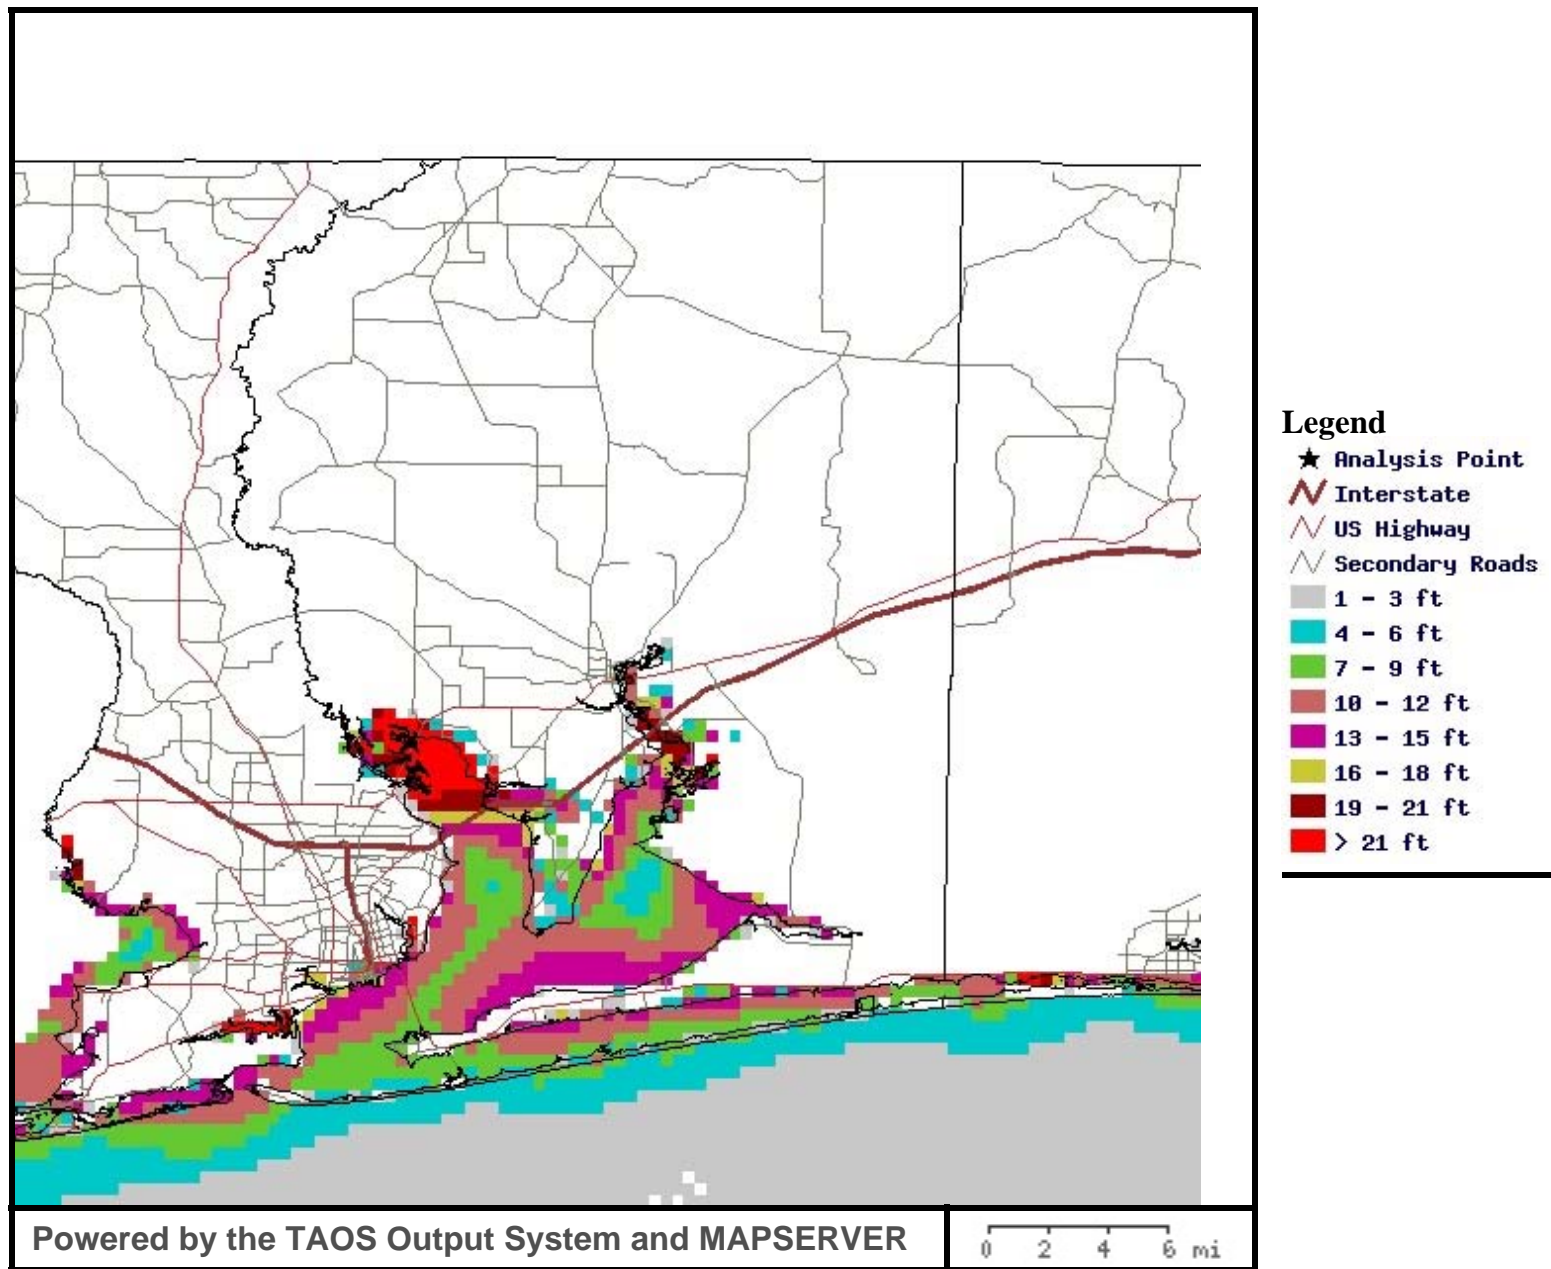 Legend
Analysis Point
Interstate
US Highway
Secondary Roads
1 - 3 ft
4 - 6 ft
7 - 9 ft
10 - 12 ft
13 - 15 ft
16 - 18 ft
19 - 21 ft
> 21 ft
Powered by the TAOS Output System and MAPSERVER
0 2 4 6 mi